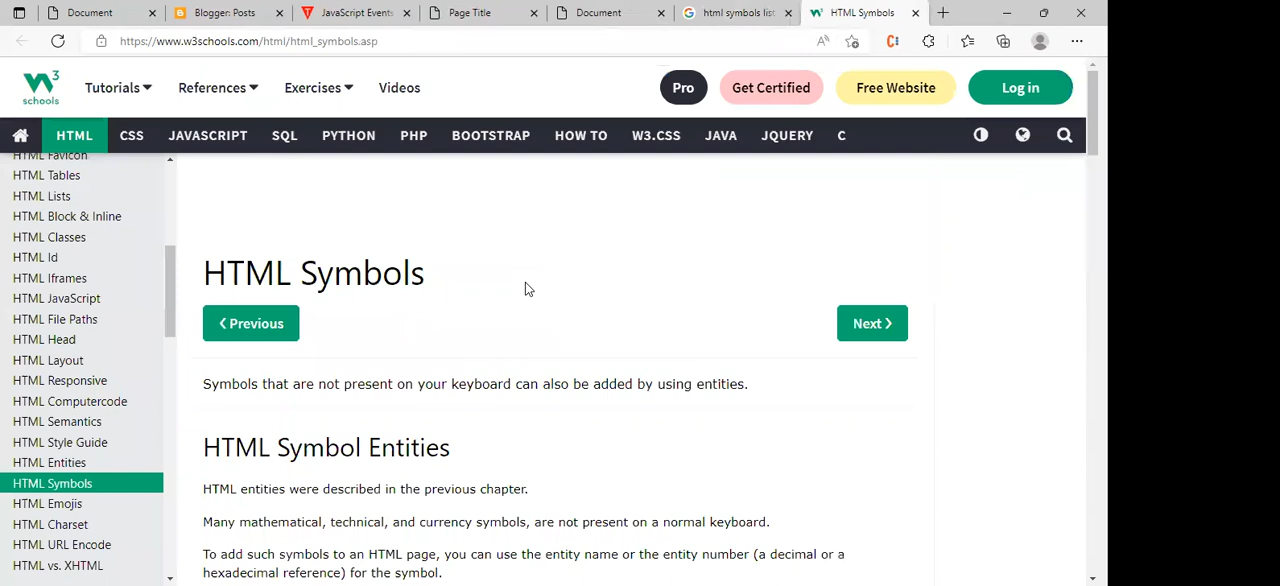 Document
Blogger: Posts
JavaScript Events
Page Title
Document
html symbols list
HTML Symbols
https://www.w3schools.com/html/html_symbols.asp
W3 schools
Tutorials
References
Exercises
Videos
Pro
Get Certified
Free Website
Log in
HTML
CSS
JAVASCRIPT
SQL
PYTHON
PHP
BOOTSTRAP
HOW TO
W3.CSS
JAVA
JQUERY
C
HTML Favicon
HTML Tables
HTML Lists
HTML Block & Inline
HTML Classes
HTML Id
HTML Iframes
HTML JavaScript
HTML File Paths
HTML Head
HTML Layout
HTML Responsive
HTML Computercode
HTML Semantics
HTML Style Guide
HTML Entities
HTML Symbols
HTML Emojis
HTML Charset
HTML URL Encode
HTML vs. XHTML
HTML Symbols
❮ Previous
Next ❯
Symbols that are not present on your keyboard can also be added by using entities.
HTML Symbol Entities
HTML entities were described in the previous chapter.
Many mathematical, technical, and currency symbols, are not present on a normal keyboard.
To add such symbols to an HTML page, you can use the entity name or the entity number (a decimal or a
hexadecimal reference) for the symbol.